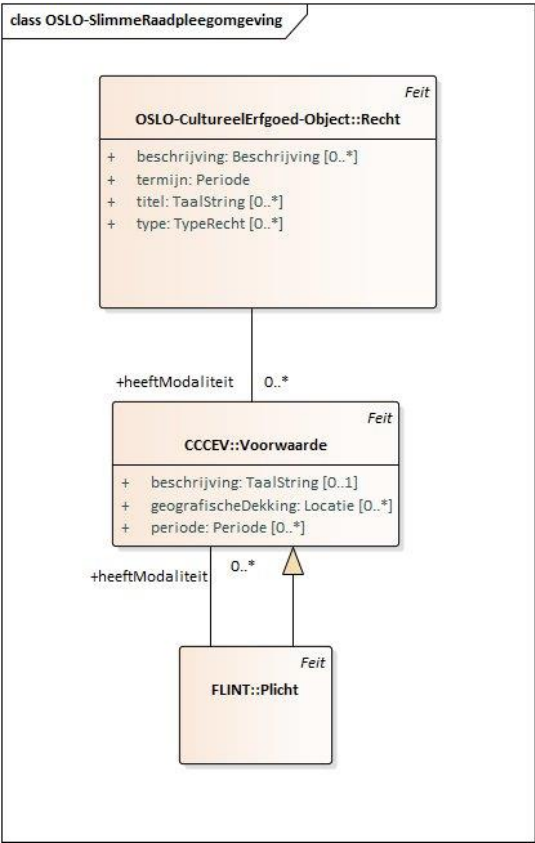 class OSLO-SlimmeRaadpleegomgeving
Feit
OSLO-CultureelErfgoed-Object::Recht
+ beschrijving: Beschrijving [0..*]
+ termijn: Periode
+ titel: TaalString [0..*]
+ type: TypeRecht [0..*]
+heeftModaliteit 0..*
Feit
CCCEV::Voorwaarde
+ beschrijving: TaalString [0..1]
+ geografischeDekking: Locatie [0..*]
+ periode: Periode [0..*]
+heeftModaliteit 0..*
Feit
FLINT::Plicht